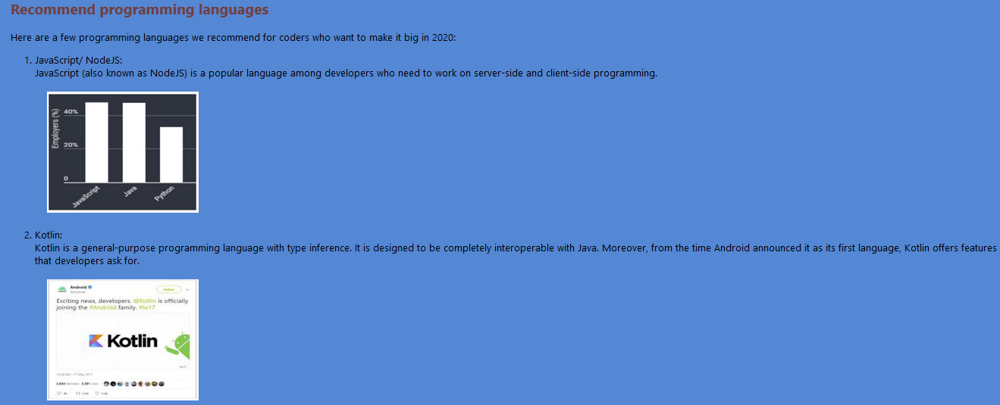 Recommend programming languages
Here are a few programming languages we recommend for coders who want to make it big in 2020:
1. JavaScript/ NodeJS:
JavaScript (also known as NodeJS) is a popular language among developers who need to work on server-side and client-side programming.
Employers (%)
40%
20%
0
JavaScript
Java
Python
2. Kotlin:
Kotlin is a general-purpose programming language with type inference. It is designed to be completely interoperable with Java. Moreover, from the time Android announced it as its first language, Kotlin offers features
that developers ask for.
Android
@Android
Follow
Exciting news, developers. @Kotlin is officially
joining the #Android family. #io17
Kotlin